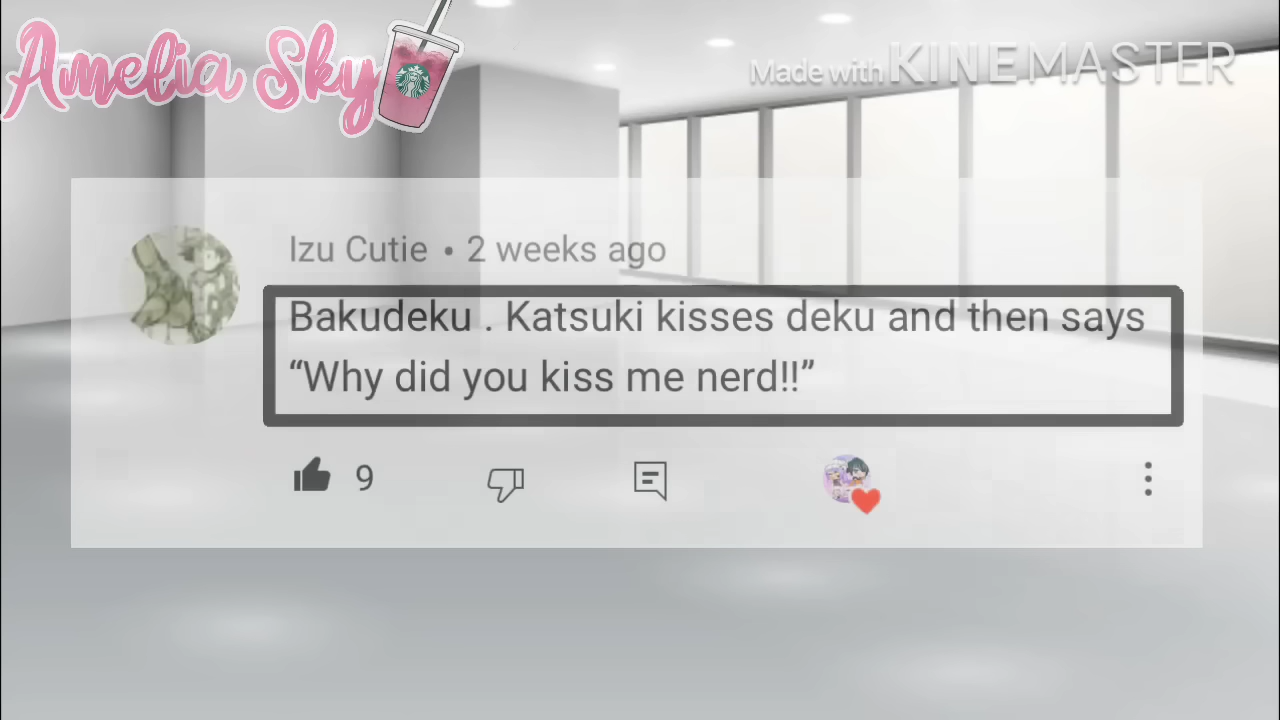 Amelia Sky
Made with KINEMASTER
Izu Cutie • 2 weeks ago
Bakudeku . Katsuki kisses deku and then says
“Why did you kiss me nerd!!”
9